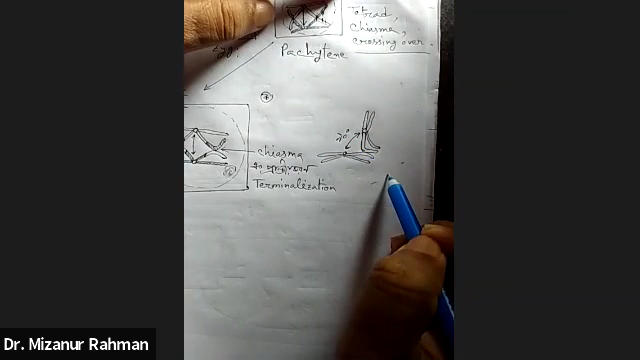 Tetrad,
Chiasma,
crossing over.
Pachytene
chiasma
Terminalization
Dr. Mizanur Rahman